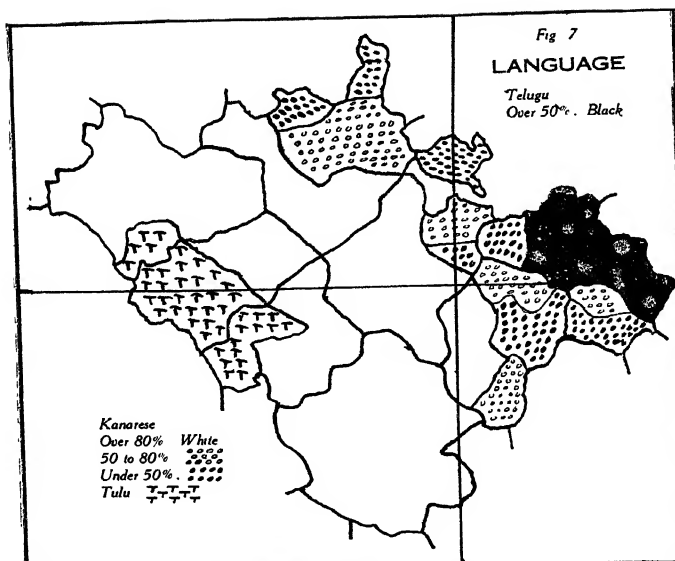 Fig 7
LANGUAGE
Telugu
Over 50%. Black
Kanarese
Over 80% White
50 to 80%
Under 50%.
Tulu